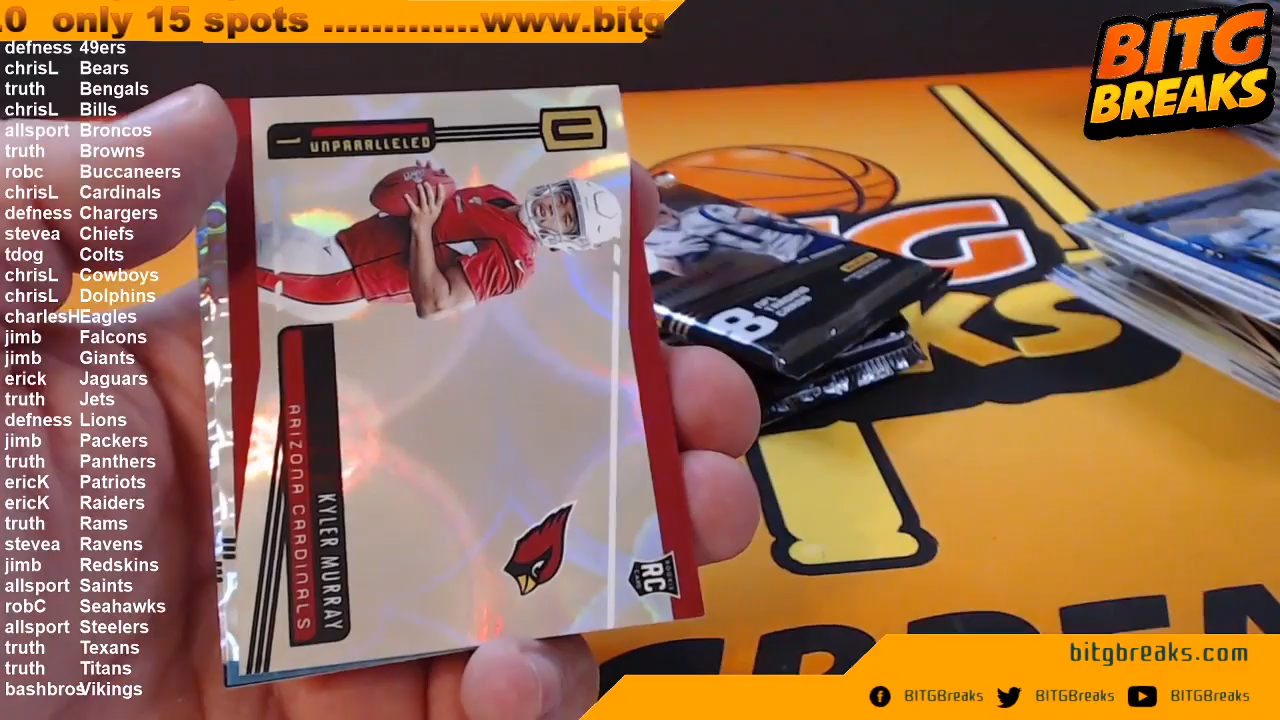 .0 only 15 spots .............www.bitg
defness 49ers
chrisL Bears
truth Bengals
chrisL Bills
allsport Broncos
truth Browns
robc Buccaneers
chrisL Cardinals
defness Chargers
stevea Chiefs
tdog Colts
chrisL Cowboys
chrisL Dolphins
charlesH Eagles
jimb Falcons
jimb Giants
erick Jaguars
truth Jets
defness Lions
jimb Packers
truth Panthers
ericK Patriots
ericK Raiders
truth Rams
stevea Ravens
jimb Redskins
allsport Saints
robC Seahawks
allsport Steelers
truth Texans
truth Titans
bashbros Vikings
BITG
BREAKS
U
UNPARALLELED
KYLER MURRAY
ARIZONA CARDINALS
RC
8
bitgbreaks.com
BITGBreaks BITGBreaks BITGBreaks